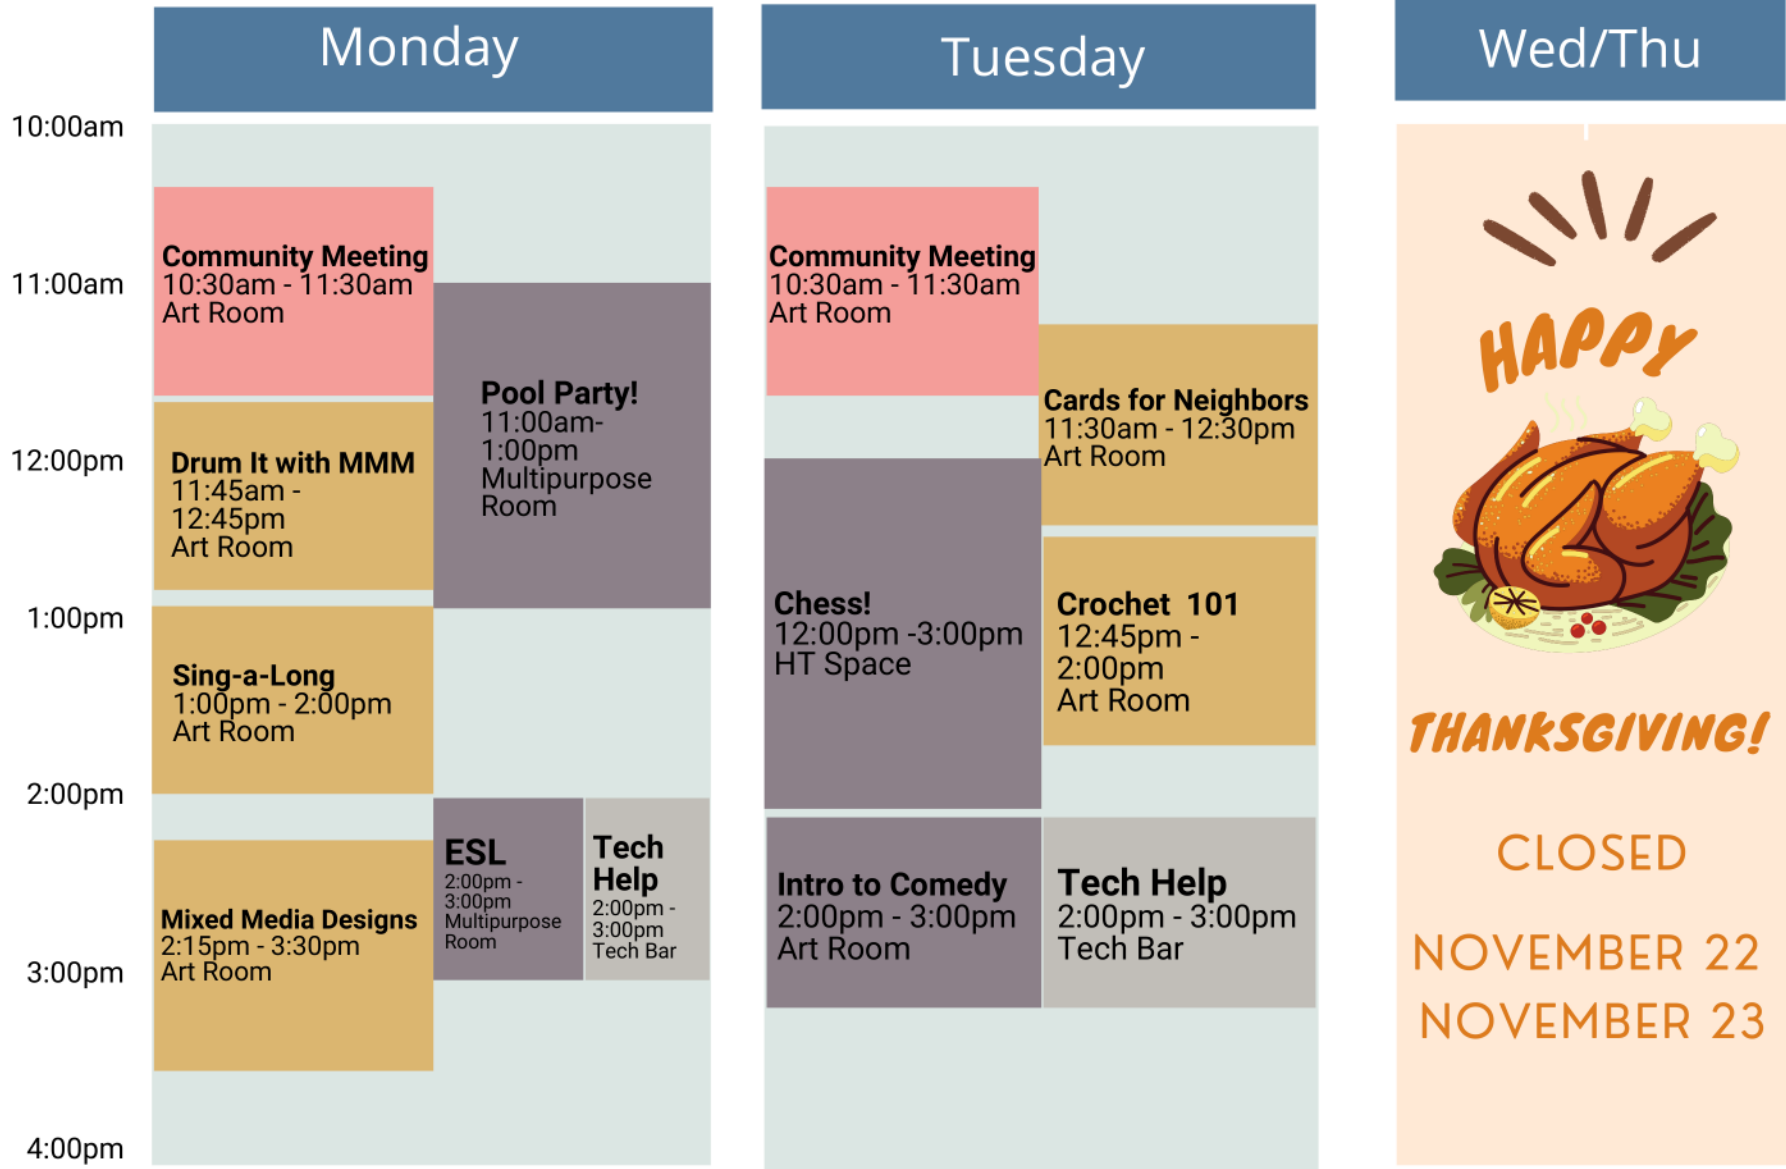 Monday
Tuesday
Wed/Thu
10:00am
11:00am
12:00pm
1:00pm
2:00pm
3:00pm
4:00pm
Community Meeting
10:30am - 11:30am
Art Room
Pool Party!
11:00am-
1:00pm
Multipurpose
Room
Drum It with MMM
11:45am -
12:45pm
Art Room
Sing-a-Long
1:00pm - 2:00pm
Art Room
ESL
2:00pm -
3:00pm
Multipurpose
Room
Tech
Help
2:00pm -
3:00pm
Tech Bar
Mixed Media Designs
2:15pm - 3:30pm
Art Room
Community Meeting
10:30am - 11:30am
Art Room
Cards for Neighbors
11:30am - 12:30pm
Art Room
Chess!
12:00pm -3:00pm
HT Space
Crochet 101
12:45pm -
2:00pm
Art Room
Intro to Comedy
2:00pm - 3:00pm
Art Room
Tech Help
2:00pm - 3:00pm
Tech Bar
HAPPY
THANKSGIVING!
CLOSED
NOVEMBER 22
NOVEMBER 23